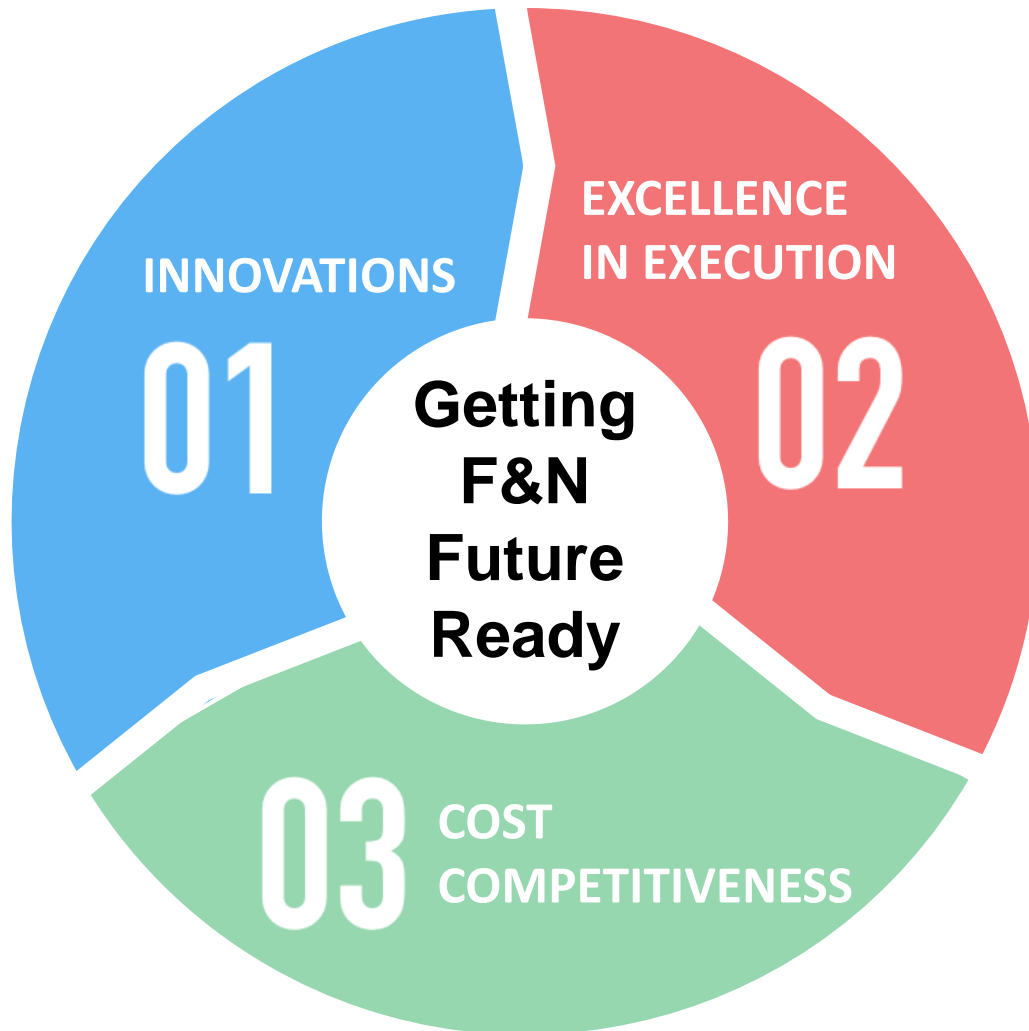 INNOVATIONS
01
EXCELLENCE
IN EXECUTION
02
Getting
F&N
Future
Ready
03
COST
COMPETITIVENESS